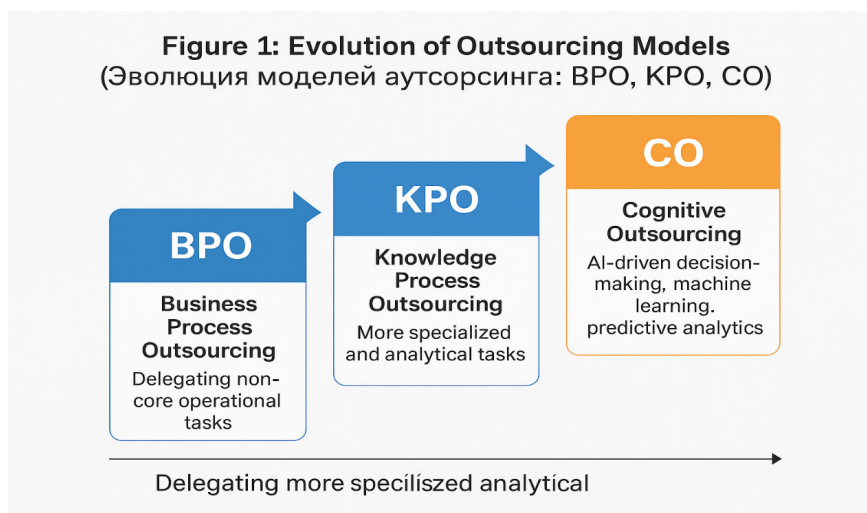 Figure 1: Evolution of Outsourcing Models
(Эволюция моделей аутсорсинга: BPO, KPO, CO)
BPO
Business
Process
Outsourcing
Delegating non-
core operational
tasks
KPO
Knowledge
Process
Outsourcing
More specialized
and analytical tasks
CO
Cognitive
Outsourcing
AI-driven decision-
making, machine
learning.
predictive analytics
Delegating more specílíszed analytícal